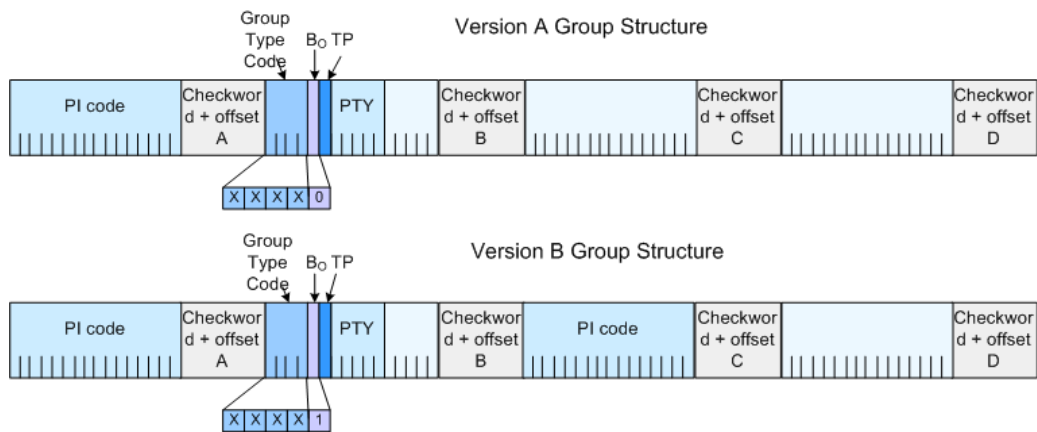 Version A Group Structure
Group
Type
Code
B0 TP
PI code
Checkwor
d + offset
A
PTY
Checkwor
d + offset
B
Checkwor
d + offset
C
Checkwor
d + offset
D
X X X X 0
Version B Group Structure
Group
Type
Code
B0 TP
PI code
Checkwor
d + offset
A
PTY
Checkwor
d + offset
B
PI code
Checkwor
d + offset
C
Checkwor
d + offset
D
X X X X 1